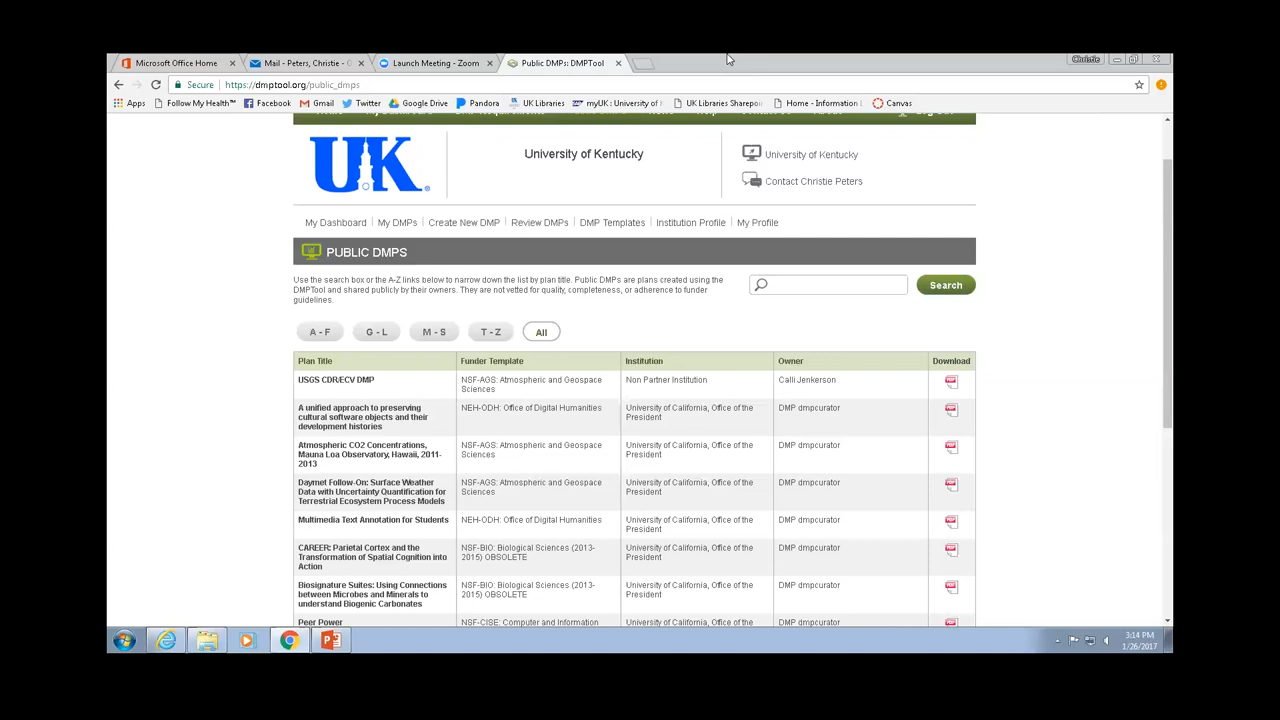 Microsoft Office Home
Mail - Peters, Christie -
Launch Meeting - Zoom
Public DMPs: DMPTool
Christie
Secure
https://dmptool.org/public_dmps
Apps
Follow My Health™
Facebook
Gmail
Twitter
Google Drive
Pandora
UK Libraries
myUK : University of
UK Libraries Sharepoi
Home - Information
Canvas
UK
University of Kentucky
University of Kentucky
Contact Christie Peters
My Dashboard
My DMPs
Create New DMP
Review DMPs
DMP Templates
Institution Profile
My Profile
PUBLIC DMPS
Use the search box or the A-Z links below to narrow down the list by plan title. Public DMPs are plans created using the
DMPTool and shared publicly by their owners. They are not vetted for quality, completeness, or adherence to funder
guidelines.
Search
A - F
G - L
M - S
T - Z
All
Plan Title
Funder Template
Institution
Owner
Download
USGS CDR/ECV DMP
NSF-AGS: Atmospheric and Geospace
Sciences
Non Partner Institution
Calli Jenkerson
A unified approach to preserving
cultural software objects and their
development histories
NEH-ODH: Office of Digital Humanities
University of California, Office of the
President
DMP dmpcurator
Atmospheric CO2 Concentrations,
Mauna Loa Observatory, Hawaii, 2011-
2013
NSF-AGS: Atmospheric and Geospace
Sciences
University of California, Office of the
President
DMP dmpcurator
Daymet Follow-On: Surface Weather
Data with Uncertainty Quantification for
Terrestrial Ecosystem Process Models
NSF-AGS: Atmospheric and Geospace
Sciences
University of California, Office of the
President
DMP dmpcurator
Multimedia Text Annotation for Students
NEH-ODH: Office of Digital Humanities
University of California, Office of the
President
DMP dmpcurator
CAREER: Parietal Cortex and the
Transformation of Spatial Cognition into
Action
NSF-BIO: Biological Sciences (2013-
2015) OBSOLETE
University of California, Office of the
President
DMP dmpcurator
Biosignature Suites: Using Connections
between Microbes and Minerals to
understand Biogenic Carbonates
NSF-BIO: Biological Sciences (2013-
2015) OBSOLETE
University of California, Office of the
President
DMP dmpcurator
Peer Power
NSF-CISE: Computer and Information
University of California, Office of the
DMP dmpcurator
3:14 PM
1/26/2017